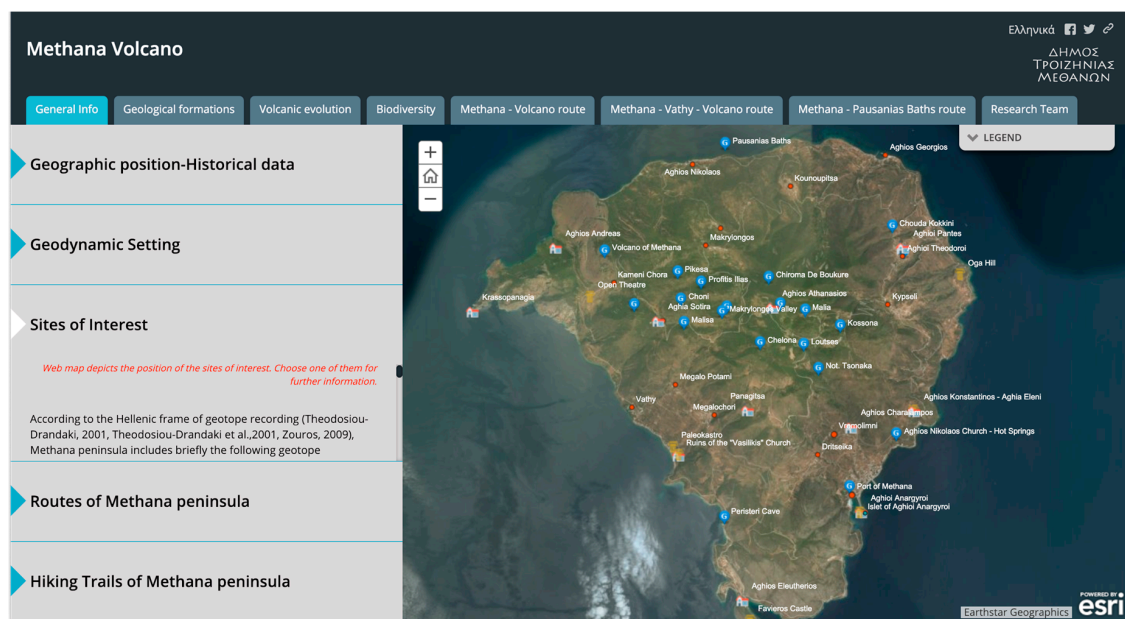 Ελληνικά
Methana Volcano
ΔΗΜΟΣ
ΤΡΟΙΖΗΝΙΑΣ
ΜΕΘΑΝΩΝ
General Info
Geological formations
Volcanic evolution
Biodiversity
Methana - Volcano route
Methana - Vathy - Volcano route
Methana - Pausanias Baths route
Research Team
Geographic position-Historical data
Geodynamic Setting
Sites of Interest
Web map depicts the position of the sites of interest. Choose one of them for
further information.
According to the Hellenic frame of geotope recording (Theodosiou-
Drandaki, 2001, Theodosiou-Drandaki et al.,2001, Zouros, 2009),
Methana peninsula includes briefly the following geotope
Routes of Methana peninsula
Hiking Trails of Methana peninsula
LEGEND
Pausanias Baths
Aghios Georgios
Aghios Nikolaos
Kounoupitsa
Chouda Kokkini
Aghioi Pantes
Aghioi Theodoroi
Aghios Andreas
Makrylongos
Volcano of Methana
Oga Hill
Kameni Chora
Pikesa
Profitis Ilias
Chiroma De Boukure
Open Theatre
Krassopanagia
Choni
Aghios Athanasios
Kypseli
Aghia Sotira
Makrylongos Valley
Malia
Malisa
Kossona
Chelona
Loutses
Not. Tsonaka
Megalo Potami
Vathy
Panagitsa
Aghios Konstantinos - Aghia Eleni
Megalochori
Aghios Charalampos
Vromolimni
Aghios Nikolaos Church - Hot Springs
Paleokastro
Ruins of the "Vasilikis" Church
Dritseika
Port of Methana
Aghioi Anargyroi
Islet of Aghioi Anargyroi
Peristeri Cave
Aghios Eleutherios
Favieros Castle
Earthstar Geographics
POWERED BY
esri